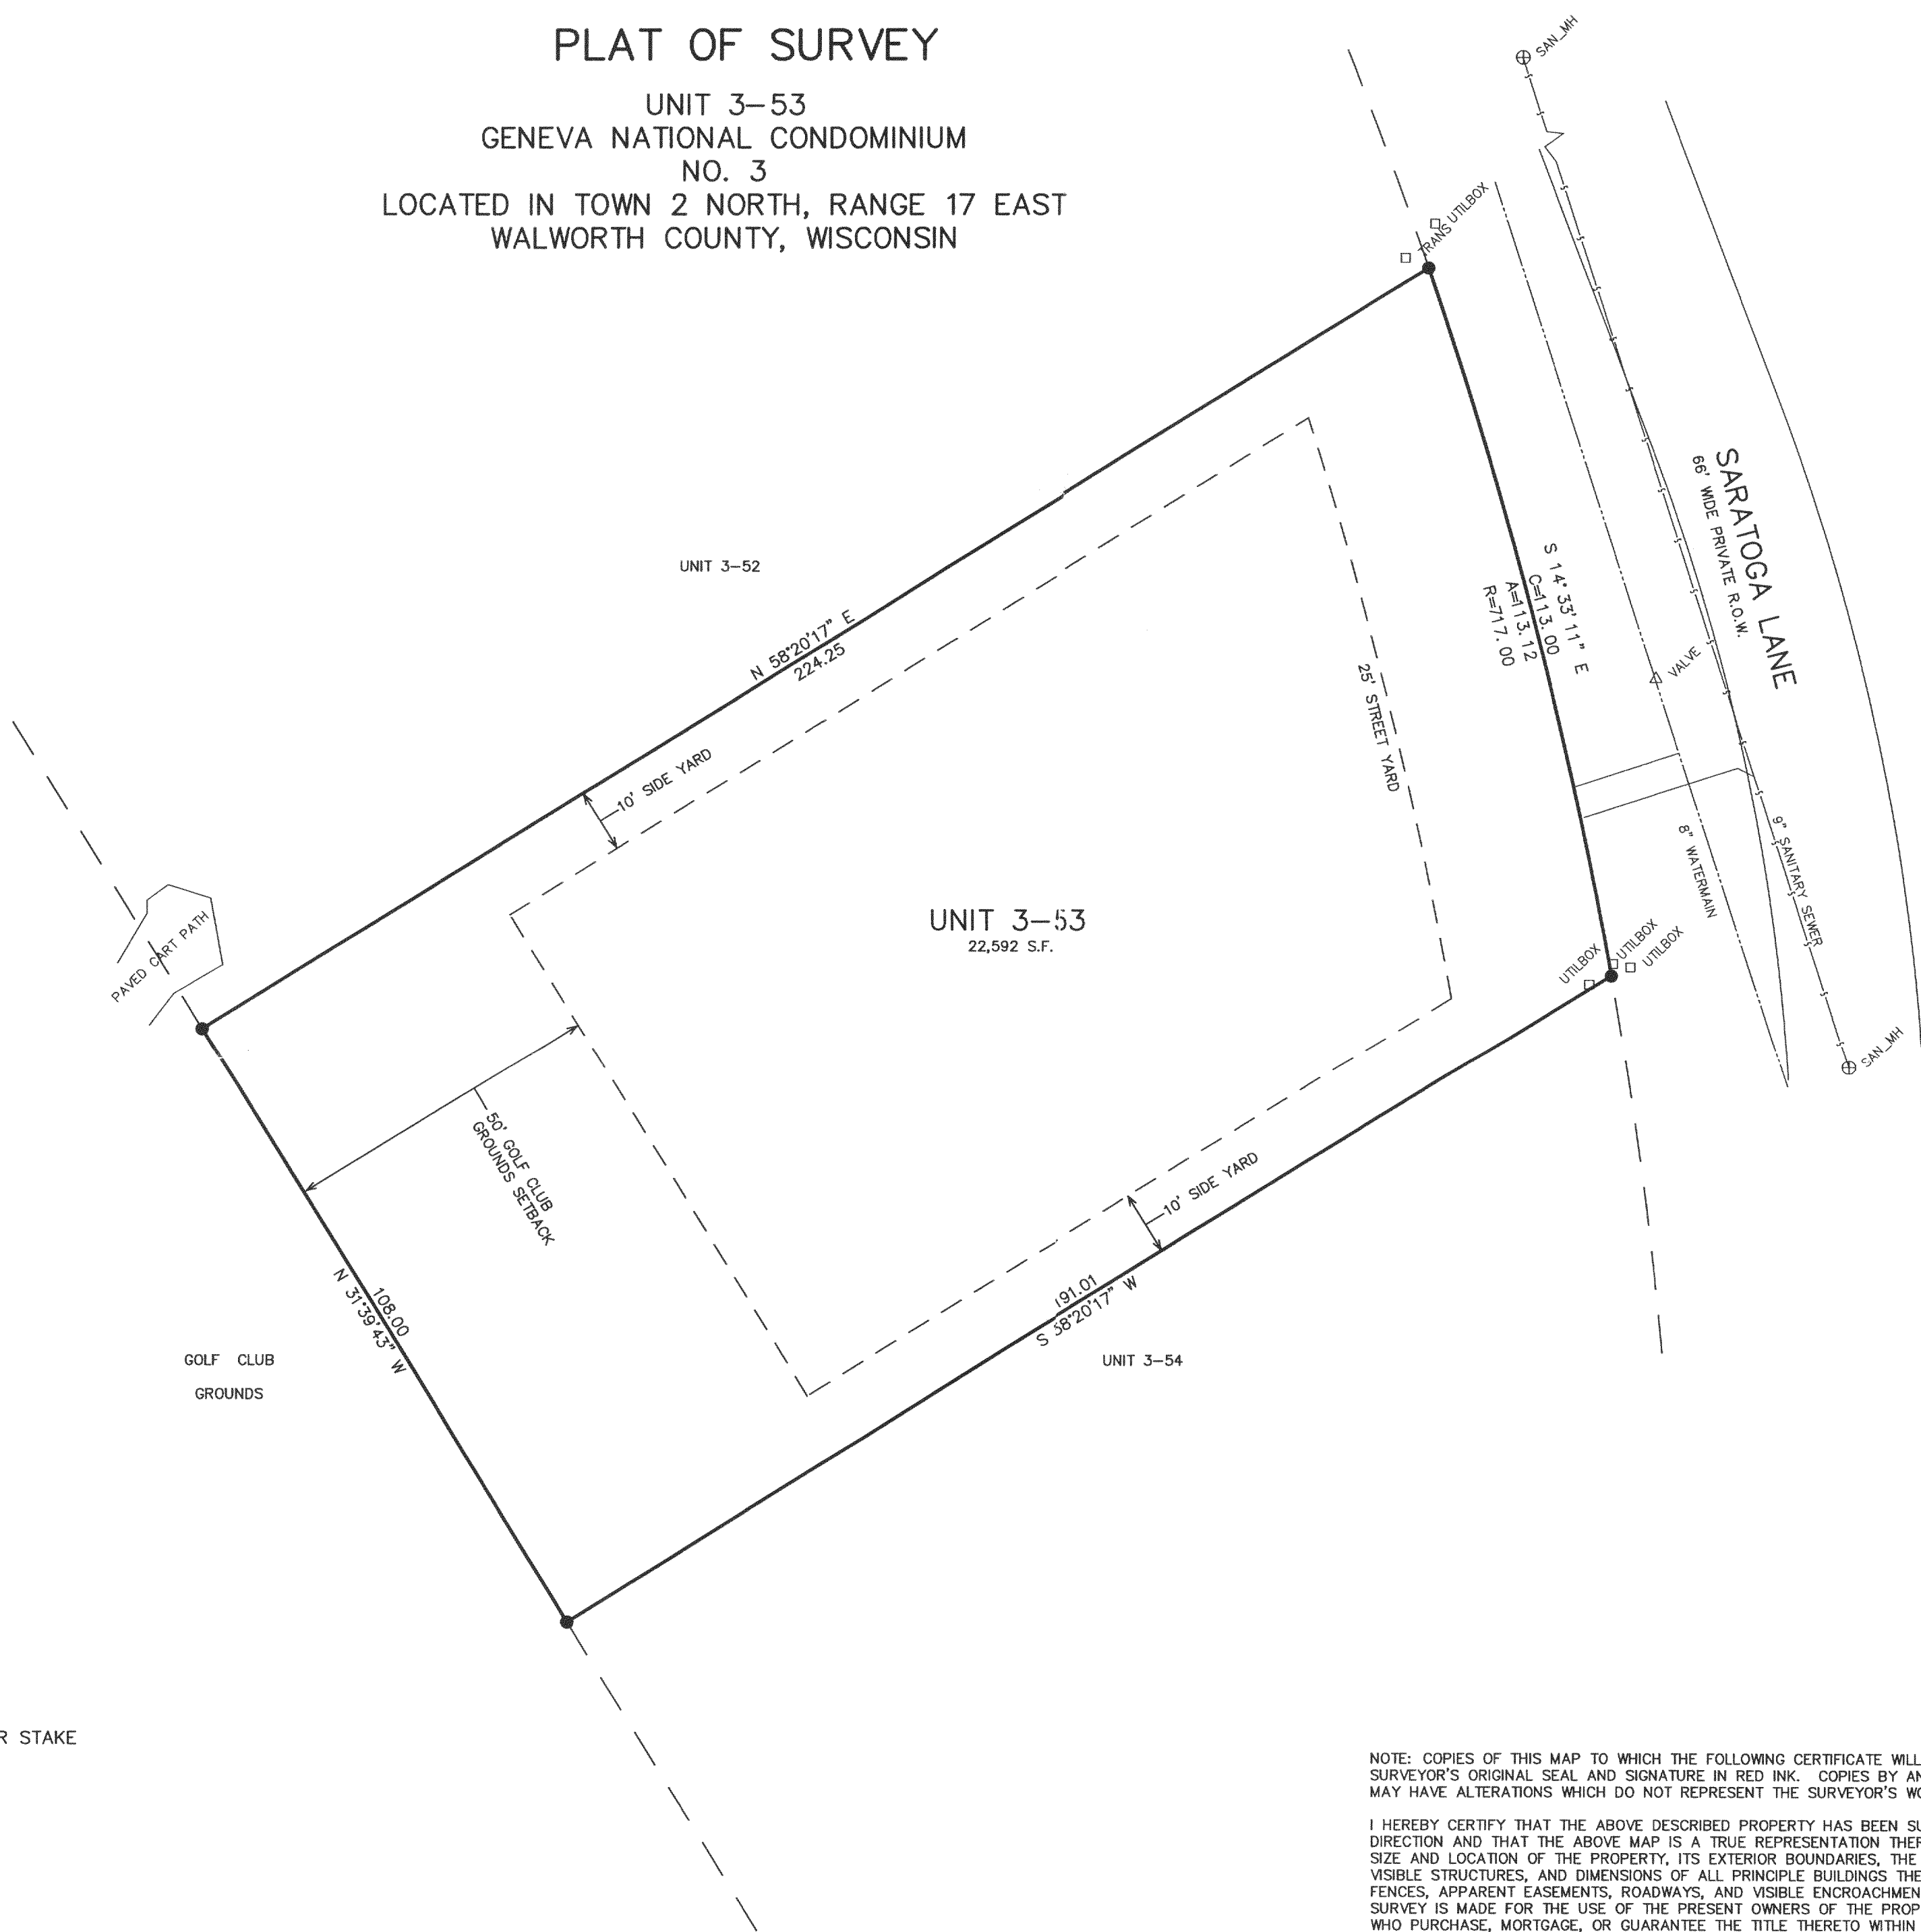 PLAT OF SURVEY
UNIT 3-53
GENEVA NATIONAL CONDOMINIUM
NO. 3
LOCATED IN TOWN 2 NORTH, RANGE 17 EAST
WALWORTH COUNTY, WISCONSIN
SAN_MH
UTILBOX
TRANS
SARATOGA LANE
66' WIDE PRIVATE R.O.W.
S 14° 33' 11" E
C=113.00
A=113.12
R=717.00
VALVE
UNIT 3-52
N 58°20'17" E
224.25
25' STREET YARD
10' SIDE YARD
8" WATERMAIN
9" SANITARY SEWER
PAVED CART PATH
UNIT 3-53
22,592 S.F.
UTILBOX
UTILBOX
UTILBOX
SAN_MH
50' GOLF CLUB
GROUNDS SETBACK
10' SIDE YARD
108.00
N 31°39'43" W
191.01
S 58°20'17" W
GOLF CLUB
GROUNDS
UNIT 3-54
R STAKE
NOTE: COPIES OF THIS MAP TO WHICH THE FOLLOWING CERTIFICATE WILL
SURVEYOR'S ORIGINAL SEAL AND SIGNATURE IN RED INK. COPIES BY AN
MAY HAVE ALTERATIONS WHICH DO NOT REPRESENT THE SURVEYOR'S WO
I HEREBY CERTIFY THAT THE ABOVE DESCRIBED PROPERTY HAS BEEN SU
DIRECTION AND THAT THE ABOVE MAP IS A TRUE REPRESENTATION THER
SIZE AND LOCATION OF THE PROPERTY, ITS EXTERIOR BOUNDARIES, THE
VISIBLE STRUCTURES, AND DIMENSIONS OF ALL PRINCIPLE BUILDINGS THE
FENCES, APPARENT EASEMENTS, ROADWAYS, AND VISIBLE ENCROACHMEN
SURVEY IS MADE FOR THE USE OF THE PRESENT OWNERS OF THE PROP
WHO PURCHASE, MORTGAGE, OR GUARANTEE THE TITLE THERETO WITHIN